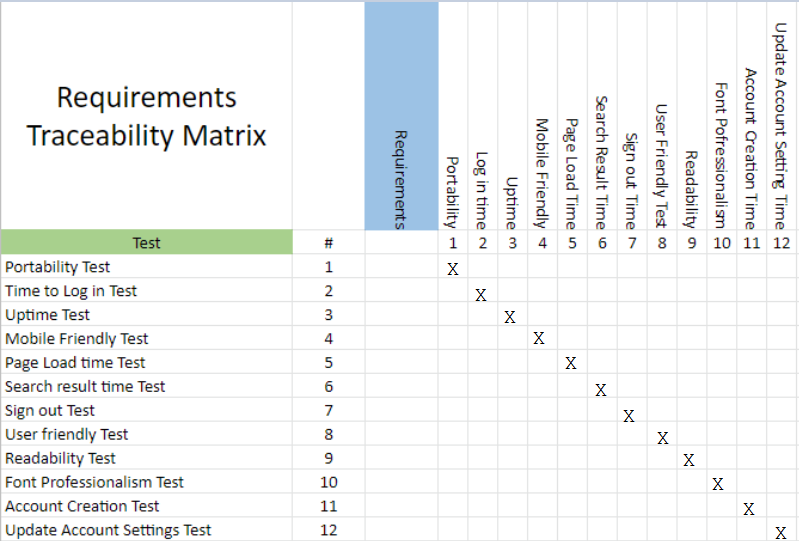 Requirements
Traceability Matrix
Requirements
Portability
Log in time
Uptime
Mobile Friendly
Page Load Time
Search Result Time
Sign out Time
User Friendly Test
Readability
Font Pofressionalism
Account Creation Time
Update Account Setting Time
Test # 1 2 3 4 5 6 7 8 9 10 11 12
Portability Test 1 X
Time to Log in Test 2 X
Uptime Test 3 X
Mobile Friendly Test 4 X
Page Load time Test 5 X
Search result time Test 6 X
Sign out Test 7 X
User friendly Test 8 X
Readability Test 9 X
Font Professionalism Test 10 X
Account Creation Test 11 X
Update Account Settings Test 12 X